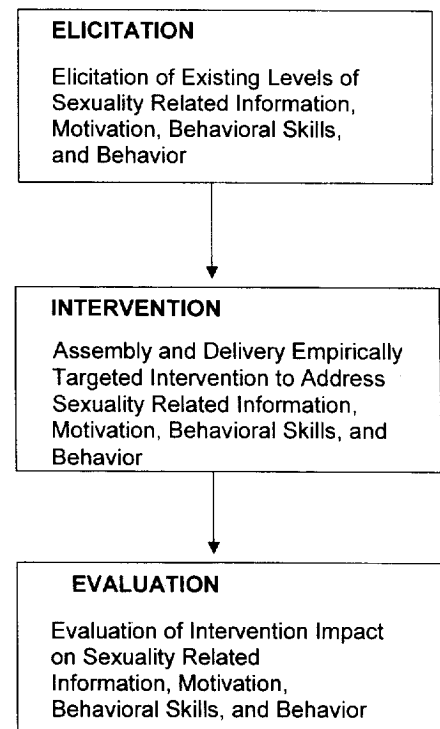 ELICITATION
Elicitation of Existing Levels of
Sexuality Related Information,
Motivation, Behavioral Skills,
and Behavior
INTERVENTION
Assembly and Delivery Empirically
Targeted Intervention to Address
Sexuality Related Information,
Motivation, Behavioral Skills, and
Behavior
EVALUATION
Evaluation of Intervention Impact
on Sexuality Related
Information, Motivation,
Behavioral Skills, and Behavior